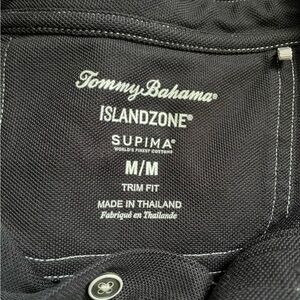 Tommy Bahama®
ISLANDZONE®
SUPIMA®
WORLD'S FINEST COTTONS
M/M
TRIM FIT
MADE IN THAILAND
Fabriqué en Thaïlande